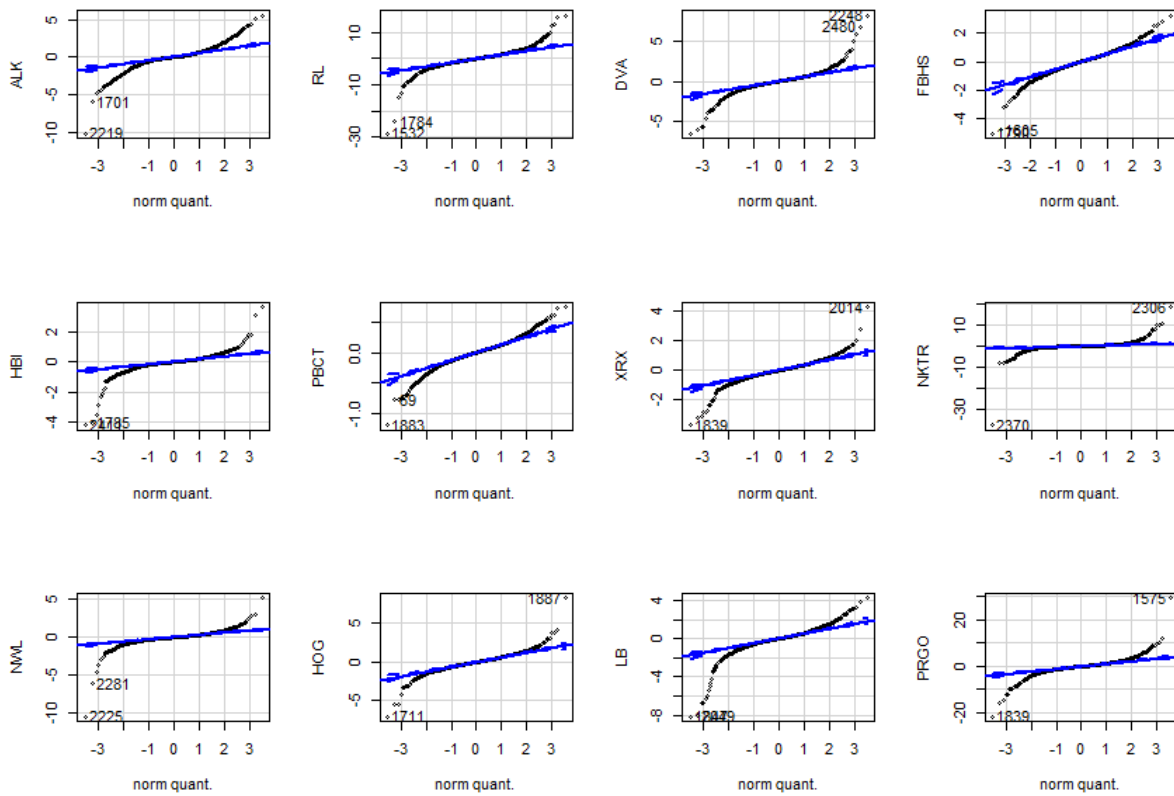 ALK
5
0
-5
-10
1701
2219
-3 -1 0 1 2 3
norm quant.
RL
10
-10
-30
1784
1532
-3 -1 0 1 2 3
norm quant.
DVA
5
0
-5
2248
2480
-3 -1 0 1 2 3
norm quant.
FBHS
2
0
-2
-4
-3 -2 -1 0 1 2 3
norm quant.
HBI
2
0
-2
-4
-3 -1 0 1 2 3
norm quant.
PBCT
0.0
-1.0
1883
-3 -1 0 1 2 3
norm quant.
XRX
4
2
0
-2
2014
1839
-3 -1 0 1 2 3
norm quant.
NKTR
10
-10
-30
2306
2370
-3 -1 0 1 2 3
norm quant.
NWL
5
0
-5
-10
2281
2225
-3 -1 0 1 2 3
norm quant.
HOG
5
0
-5
1887
1711
-3 -1 0 1 2 3
norm quant.
LB
4
2
0
-4
-8
-3 -1 0 1 2 3
norm quant.
PRGO
20
0
-20
1575
1839
-3 -1 0 1 2 3
norm quant.